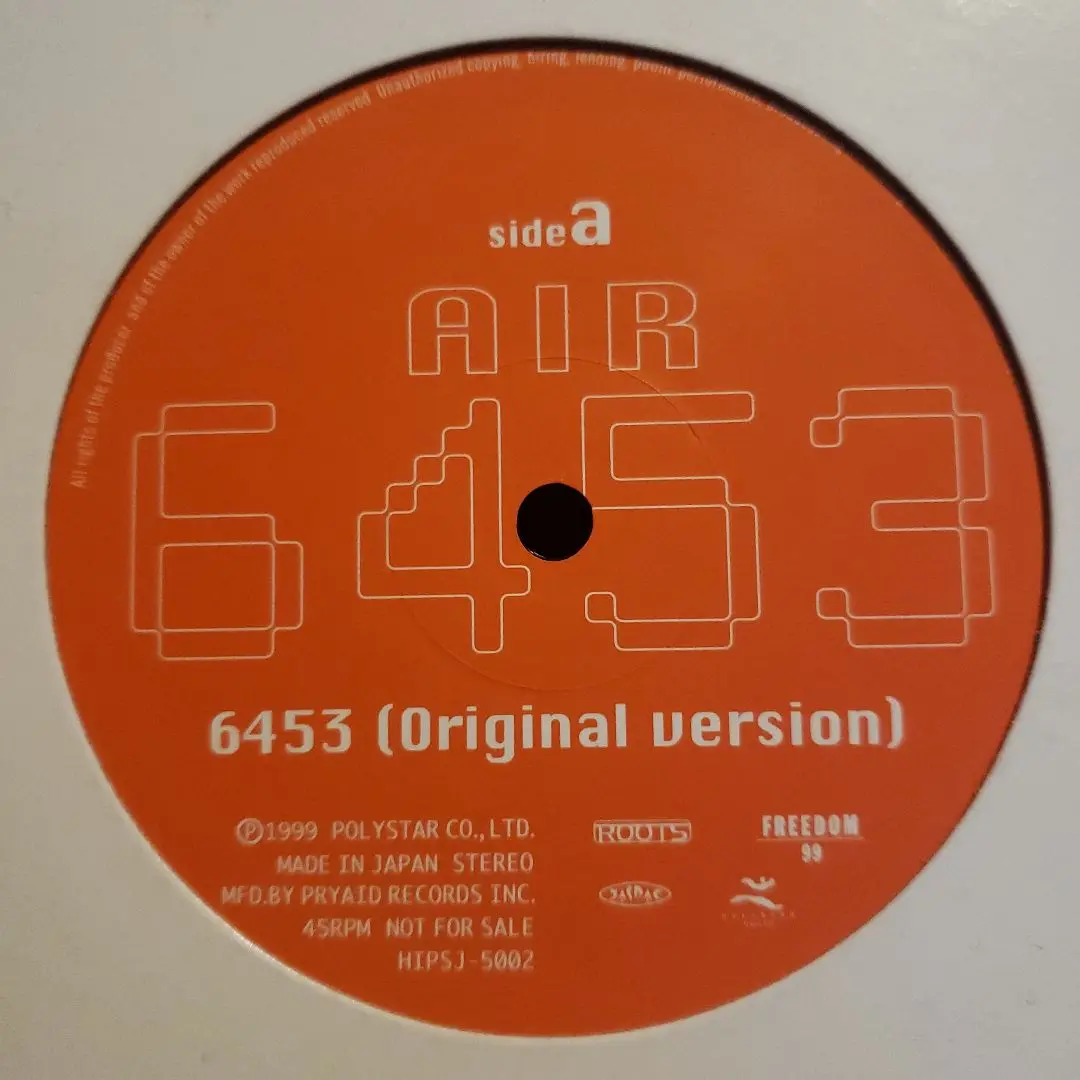 All rights of the producer and of the owner of the work reproduced reserved. Unauthorized copying, hiring, lending, public performance
side a
AIR
6453
6453 (Original version)
Ⓟ1999 POLYSTAR CO., LTD.
MADE IN JAPAN STEREO
MFD.BY PRYAID RECORDS INC.
45RPM NOT FOR SALE
HIPSJ-5002
ROOTS
JASRAC
FREEDOM
99